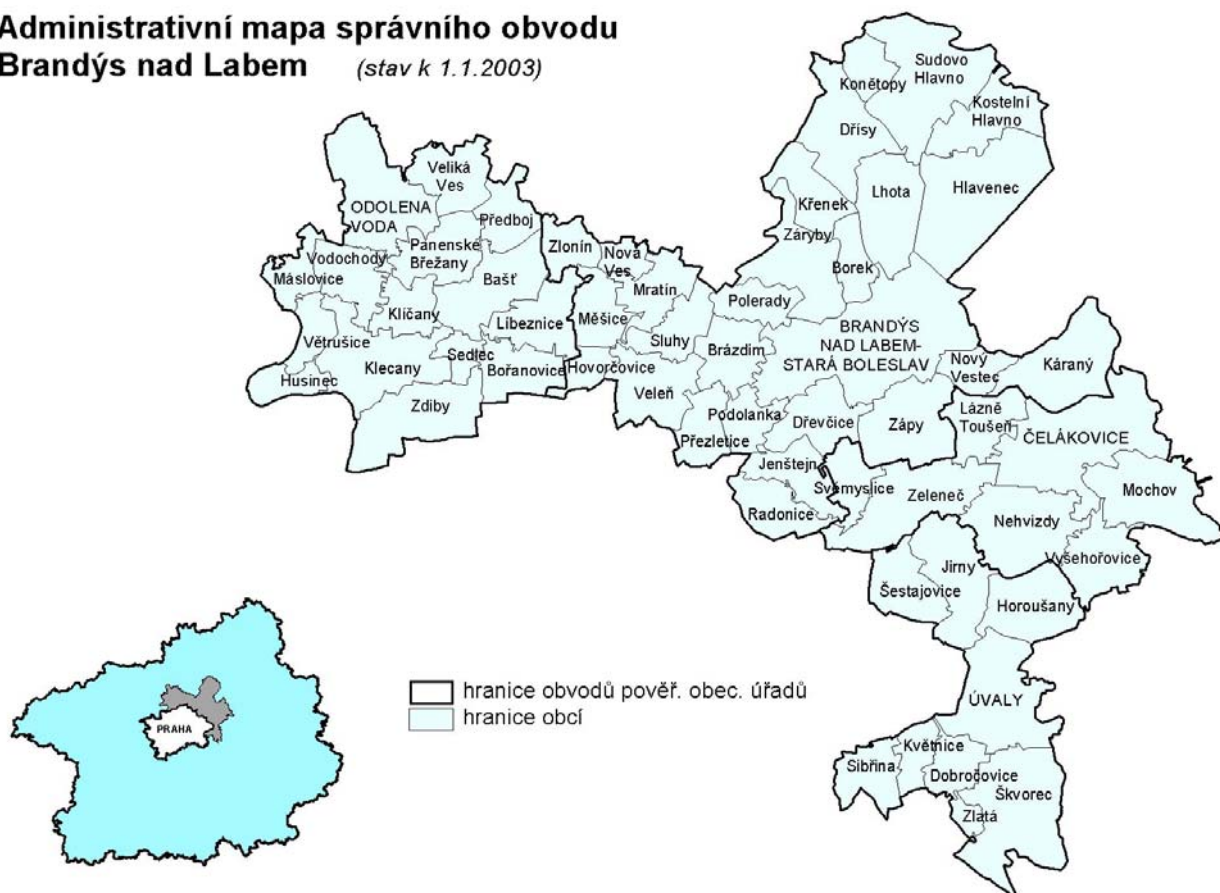 Administrativní mapa správního obvodu
Brandýs nad Labem (stav k 1.1.2003)
Sudovo
Hlavno
Konětopy
Kostelní
Hlavno
Dřísy
Veliká
Ves
Lhota
Hlavenec
ODOLENA
VODA
Předboj
Křenek
Záryby
Panenské
Břežany
Zlonín
Nová
Ves
Vodochody
Máslovice
Bašť
Borek
Mratín
Polerady
Klíčany
Líbeznice
Měšice
BRANDÝS
NAD LABEM-
STARÁ BOLESLAV
Větrušice
Sluhy
Brázdim
Sedlec
Nový
Vestec
Káraný
Klecany
Bořanovice
Hovorčovice
Husinec
Veleň
Zdiby
Podolanka
Dřevčice
Zápy
Lázně
Toušeň
ČELÁKOVICE
Přezletice
Jenštejn
Svémyslice
Zeleneč
Mochov
Radonice
Nehvizdy
Vyšehořovice
Jirny
Šestajovice
Horoušany
hranice obvodů pověř. obec. úřadů
hranice obcí
PRAHA
ÚVALY
Květnice
Sibřina
Dobročovice
Škvorec
Zlatá